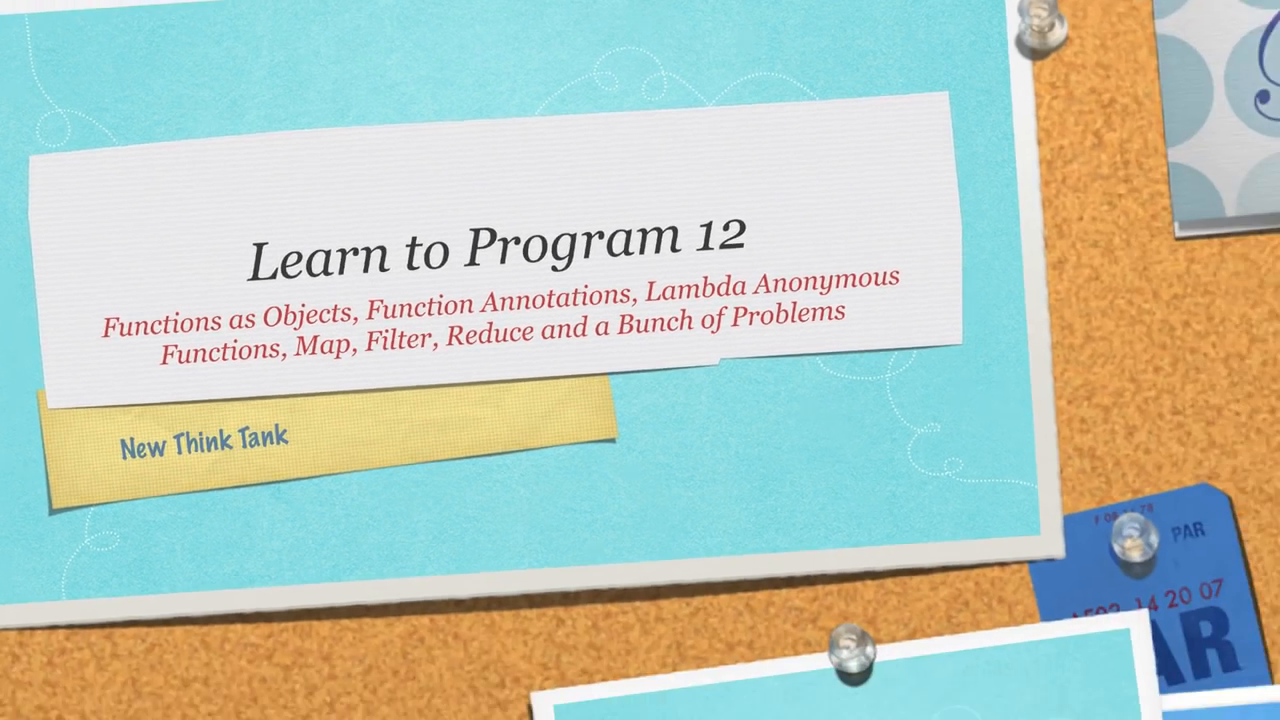 Learn to Program 12
Functions as Objects, Function Annotations, Lambda Anonymous
Functions, Map, Filter, Reduce and a Bunch of Problems
New Think Tank
PAR
14 20 07